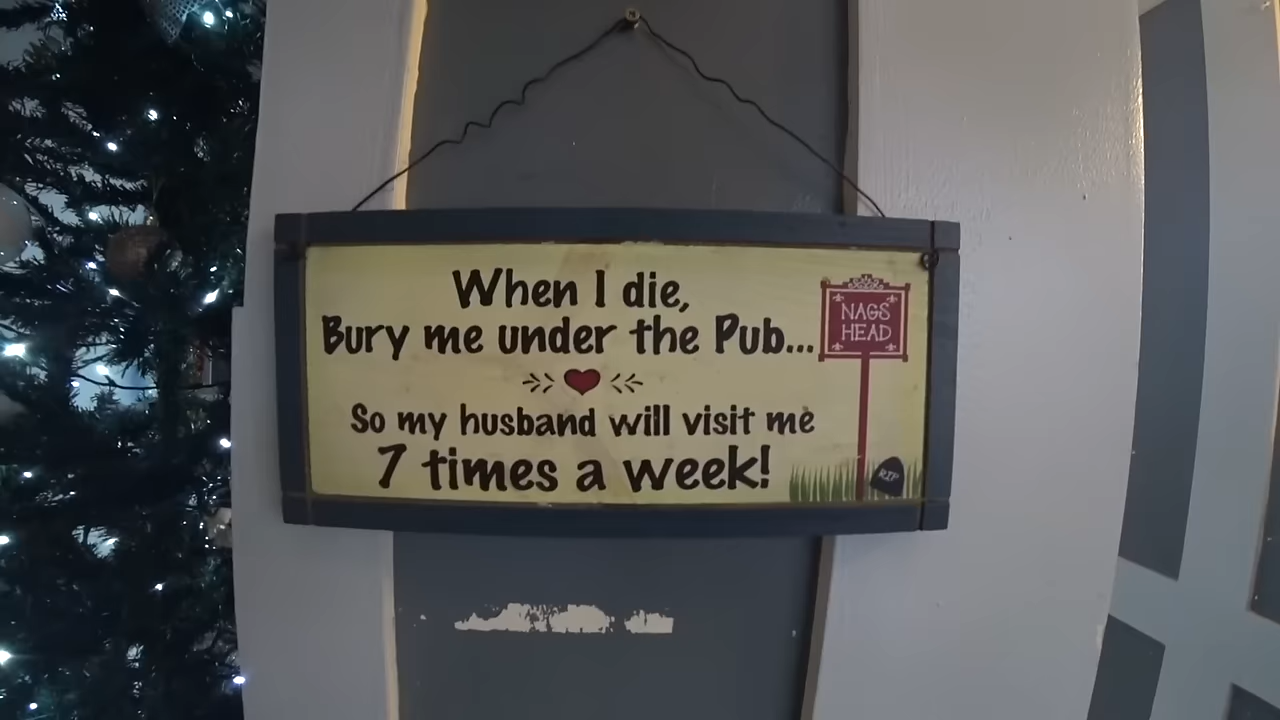 When I die,
Bury me under the Pub...
NAGS
HEAD
So my husband will visit me
7 times a week!
RIP